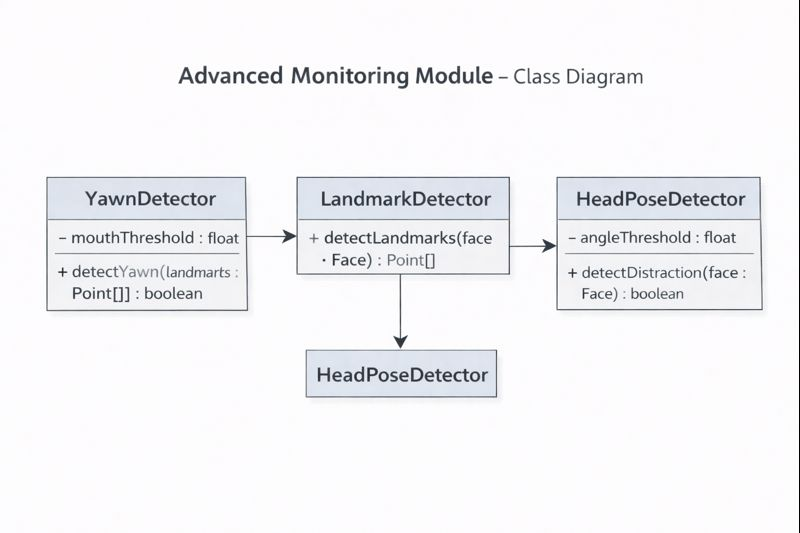 Advanced Monitoring Module – Class Diagram
YawnDetector
– mouthThreshold : float
+ detectYawn(landmarts :
Point[]] : boolean
LandmarkDetector
+ detectLandmarks(face
· Face) : Point[]
HeadPoseDetector
– angleThreshold : float
+ detectDistraction(face :
Face) : boolean
HeadPoseDetector